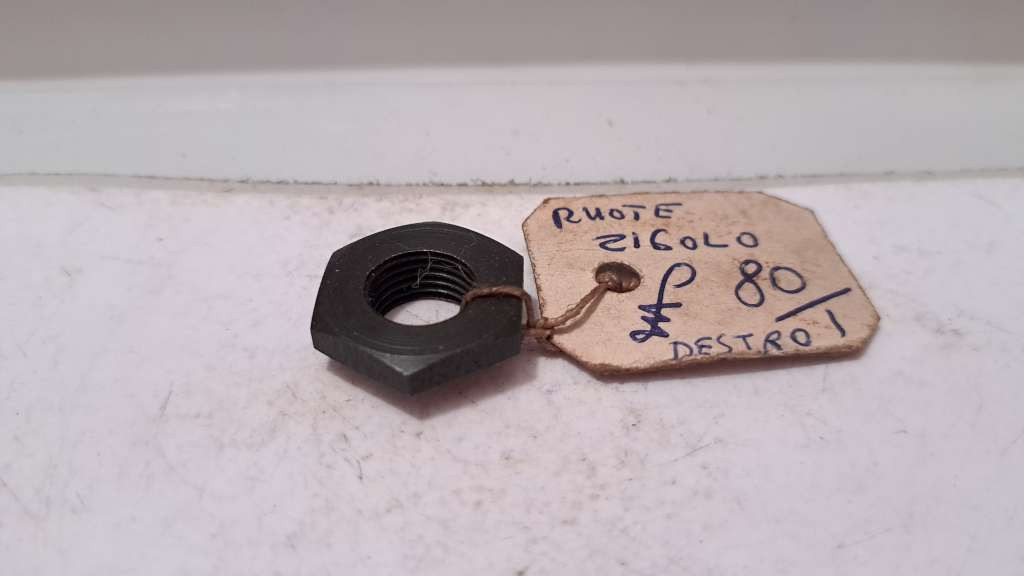 RUOTE
ZIGOLO
£ 80/1
DESTRO